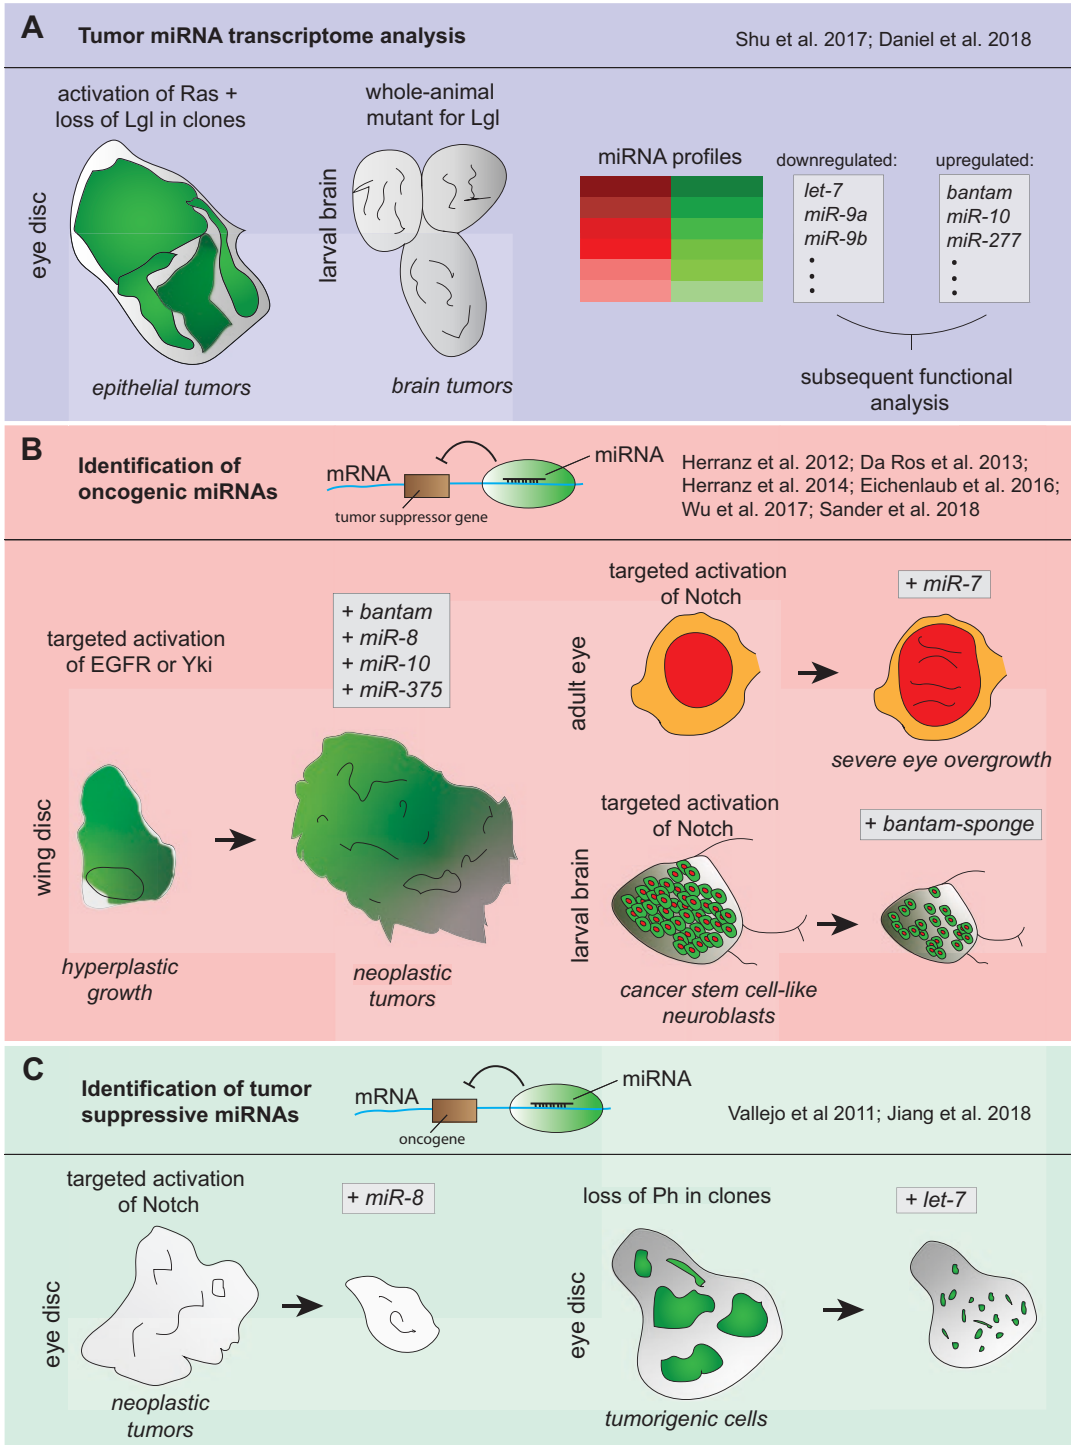 A
Tumor miRNA transcriptome analysis
Shu et al. 2017; Daniel et al. 2018
activation of Ras +
loss of Lgl in clones
whole-animal
mutant for Lgl
eye disc
larval brain
miRNA profiles
downregulated:
let-7
miR-9a
miR-9b
upregulated:
bantam
miR-10
miR-277
epithelial tumors
brain tumors
subsequent functional
analysis
B
Identification of
oncogenic miRNAs
mRNA
miRNA
tumor suppressor gene
Herranz et al. 2012; Da Ros et al. 2013;
Herranz et al. 2014; Eichenlaub et al. 2016;
Wu et al. 2017; Sander et al. 2018
targeted activation
of EGFR or Yki
+ bantam
+ miR-8
+ miR-10
+ miR-375
wing disc
hyperplastic
growth
neoplastic
tumors
targeted activation
of Notch
+ miR-7
adult eye
severe eye overgrowth
targeted activation
of Notch
+ bantam-sponge
larval brain
cancer stem cell-like
neuroblasts
C
Identification of tumor
suppressive miRNAs
mRNA
miRNA
oncogene
Vallejo et al 2011; Jiang et al. 2018
targeted activation
of Notch
+ miR-8
eye disc
neoplastic
tumors
loss of Ph in clones
+ let-7
eye disc
tumorigenic cells